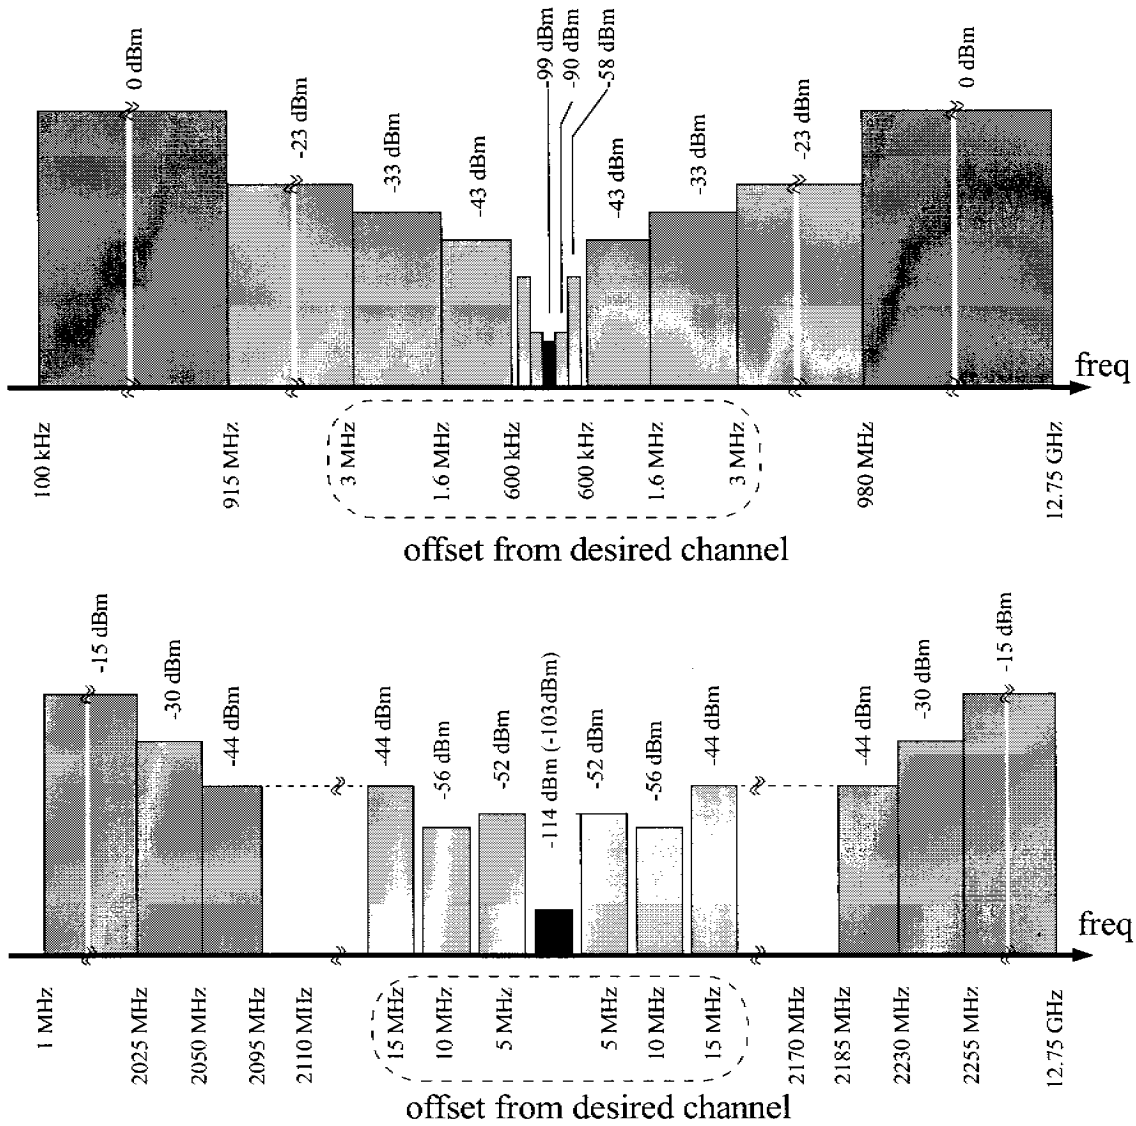 0 dBm
-23 dBm
-33 dBm
-43 dBm
-99 dBm
-90 dBm
-58 dBm
-43 dBm
-33 dBm
-23 dBm
0 dBm
freq
100 kHz
915 MHz
3 MHz
1.6 MHz
600 kHz
600 kHz
1.6 MHz
3 MHz
980 MHz
12.75 GHz
offset from desired channel
-15 dBm
-30 dBm
-44 dBm
-44 dBm
-56 dBm
-52 dBm
-114 dBm (-103dBm)
-52 dBm
-56 dBm
-44 dBm
-44 dBm
-30 dBm
-15 dBm
freq
1 MHz
2025 MHz
2050 MHz
2095 MHz
2110 MHz
15 MHz
10 MHz
5 MHz
5 MHz
10 MHz
15 MHz
2170 MHz
2185 MHz
2230 MHz
2255 MHz
12.75 GHz
offset from desired channel